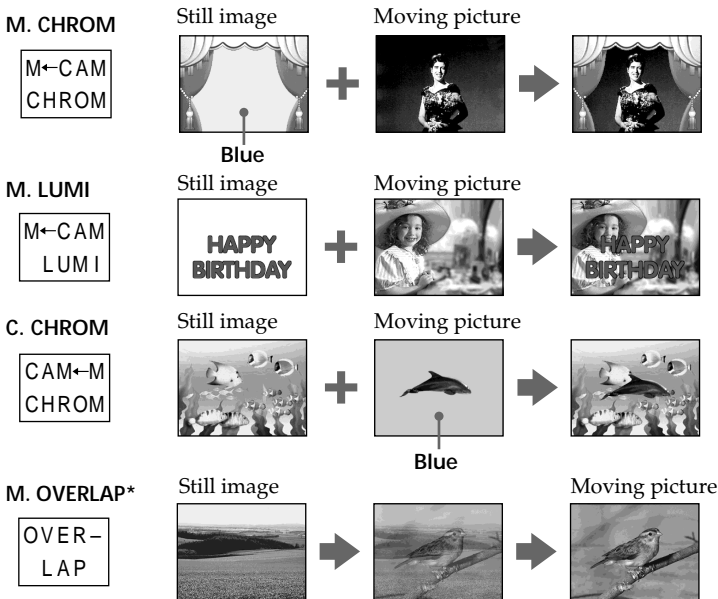 M. CHROM
Still image
Moving picture
M←CAM
CHROM
Blue
M. LUMI
Still image
Moving picture
M←CAM
LUMI
HAPPY
BIRTHDAY
HAPPY
BIRTHDAY
C. CHROM
Still image
Moving picture
CAM←M
CHROM
Blue
M. OVERLAP*
Still image
Moving picture
OVER–
LAP